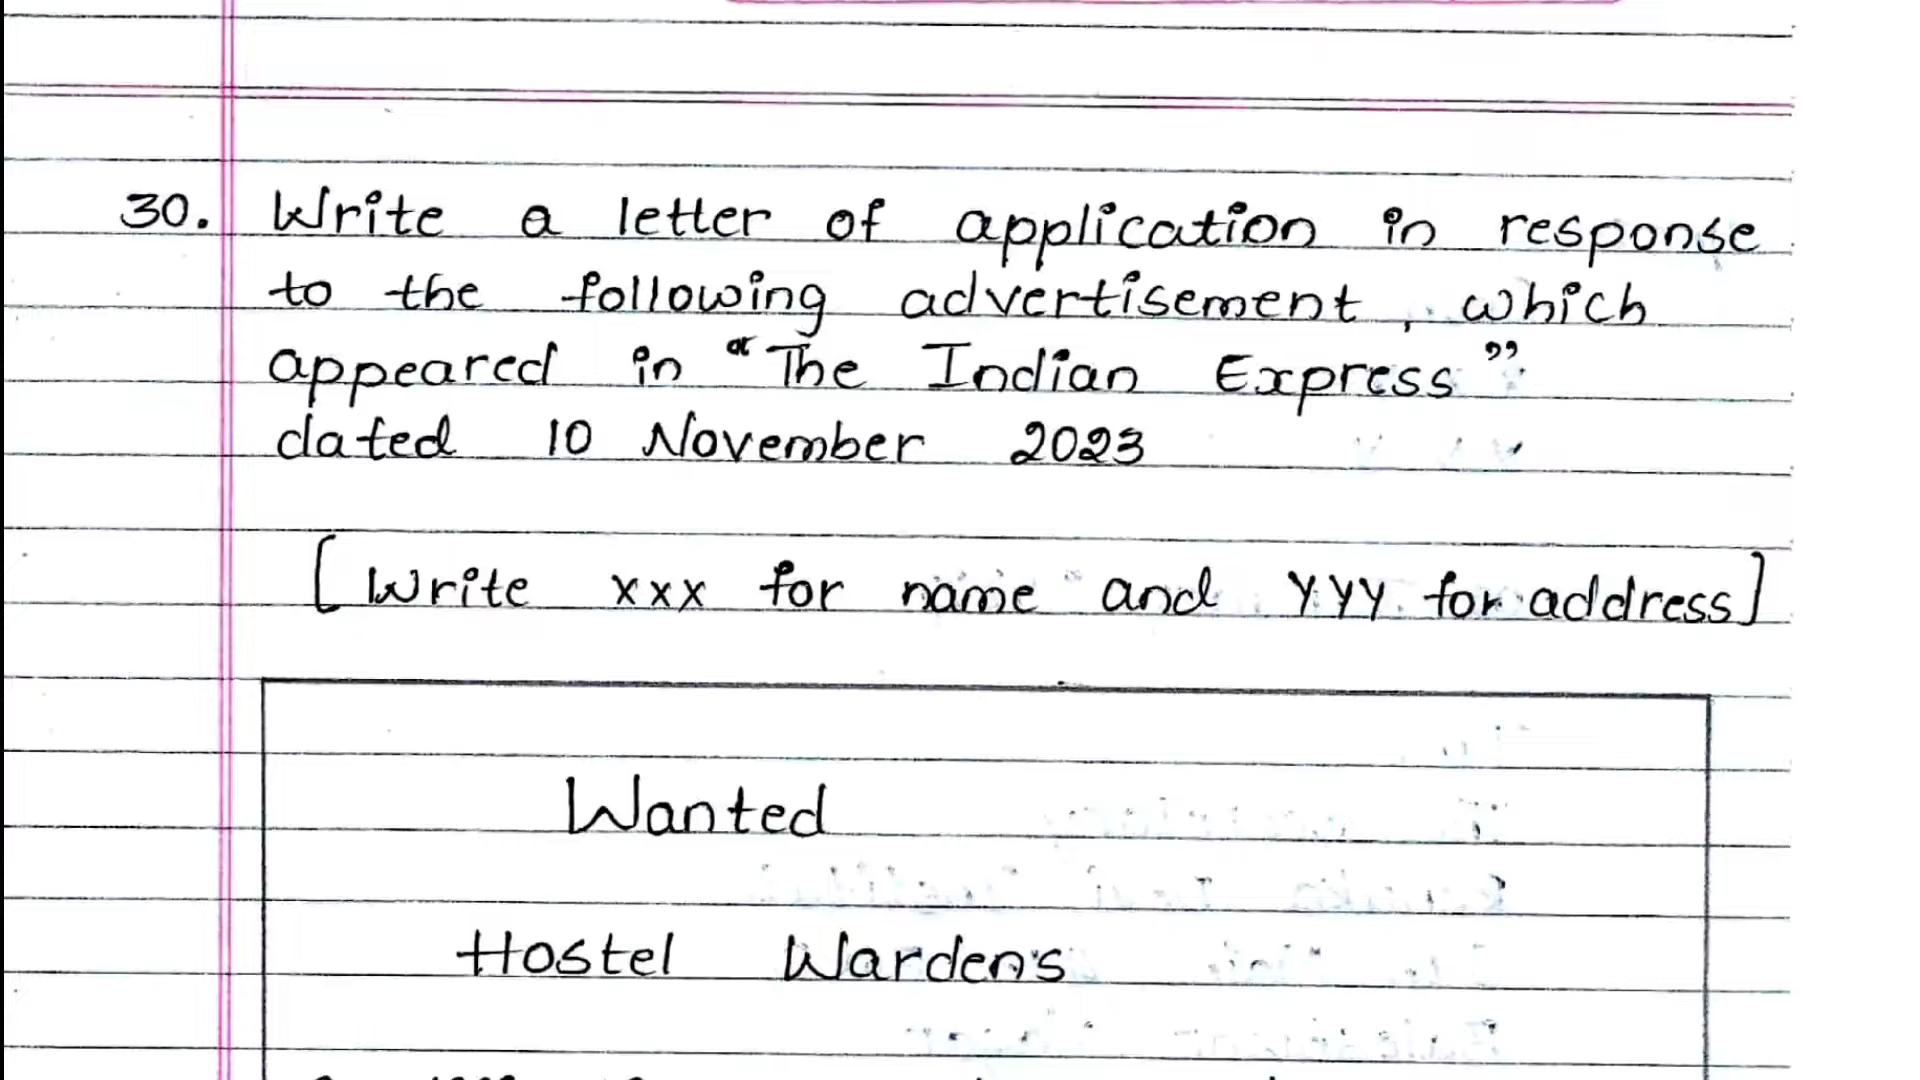 30. Write a letter of application in response
to the following advertisement, which
appeared in "The Indian Express"
dated 10 November 2023
[Write xxx for name and YYY for address]
Wanted
Hostel Wardens